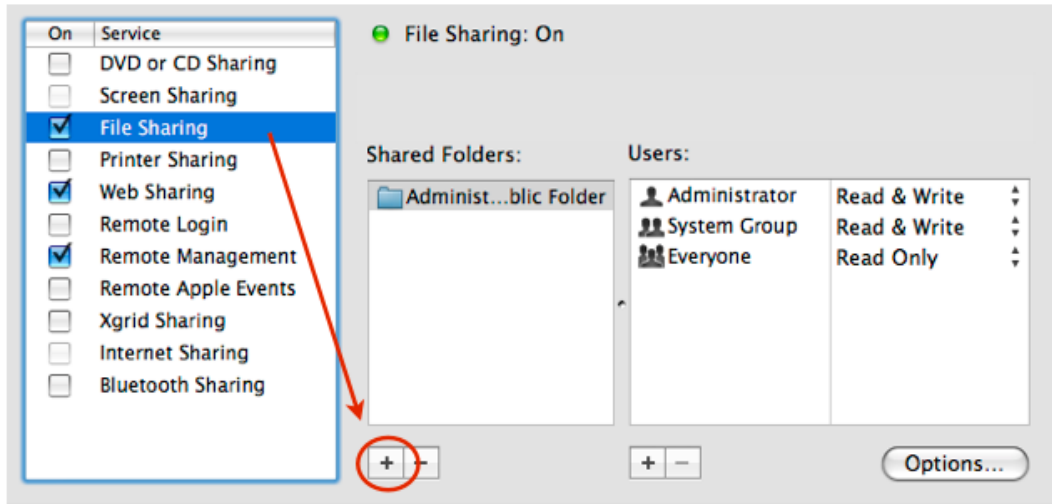 On Service
DVD or CD Sharing
Screen Sharing
File Sharing
Printer Sharing
Web Sharing
Remote Login
Remote Management
Remote Apple Events
Xgrid Sharing
Internet Sharing
Bluetooth Sharing
File Sharing: On
Shared Folders:
Administ...blic Folder
+ −
Users:
Administrator Read & Write
System Group Read & Write
Everyone Read Only
+ −
Options...